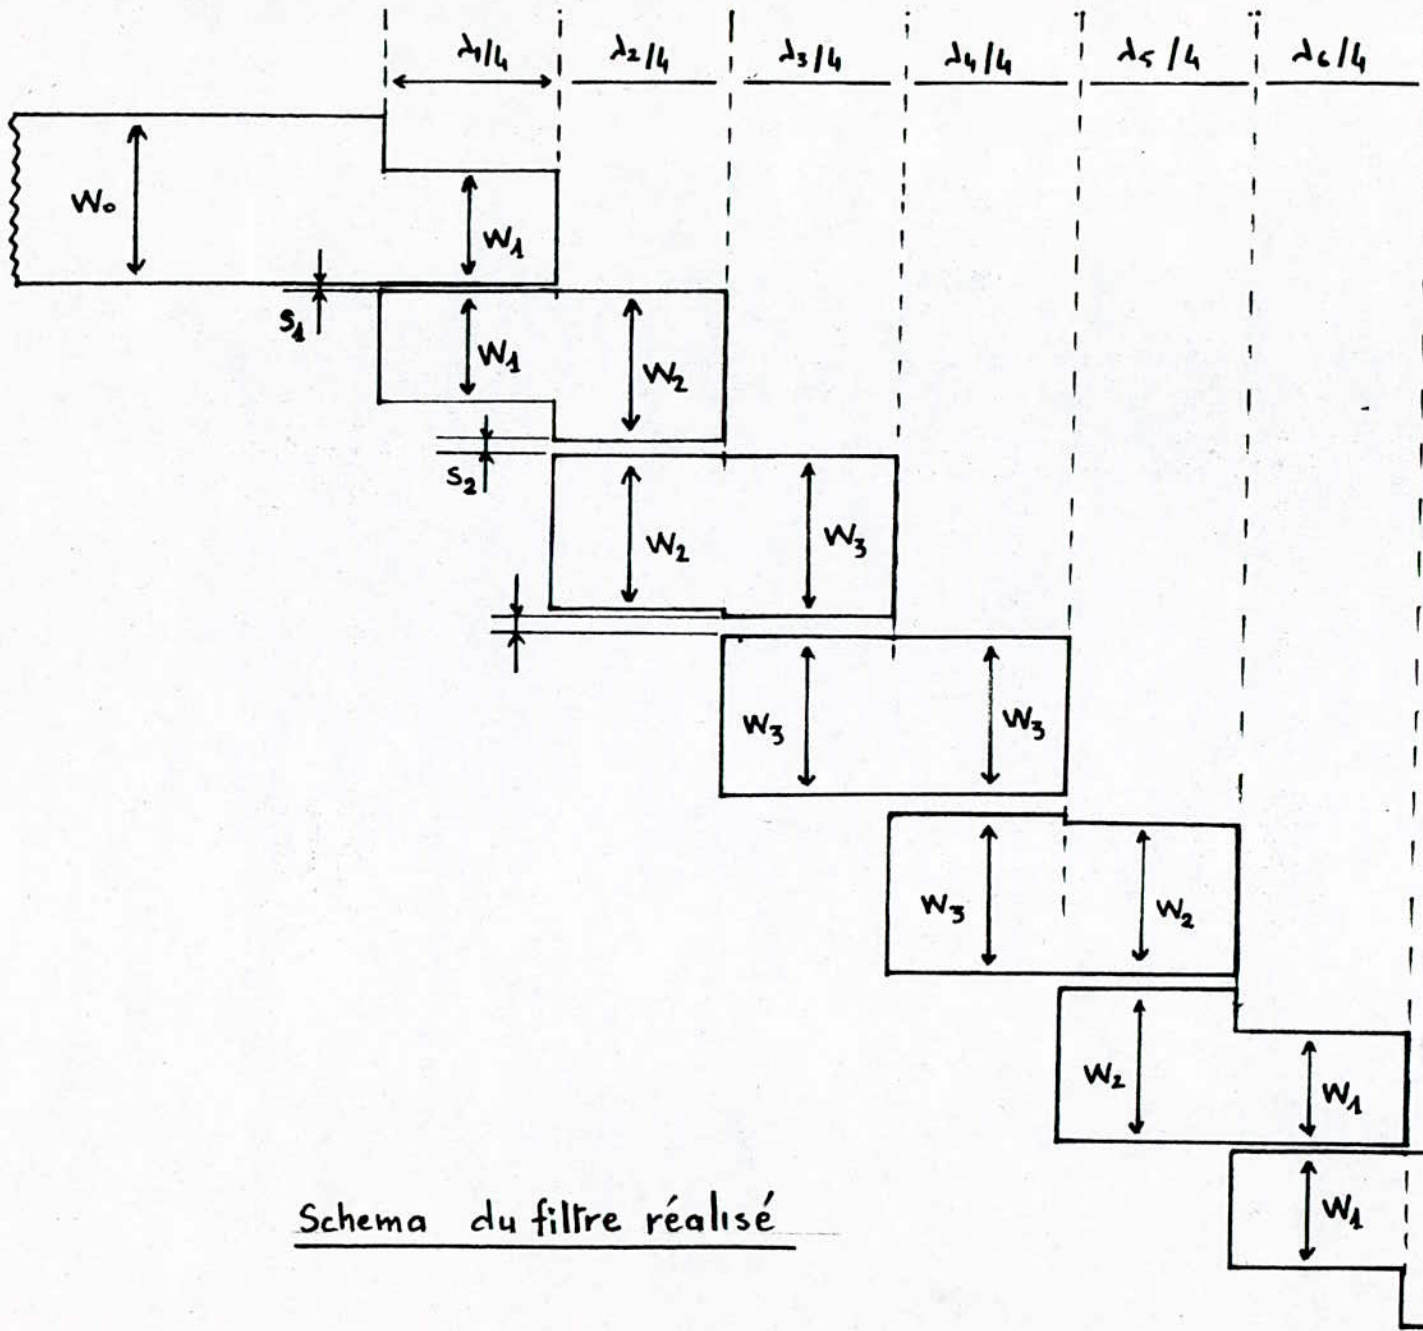 λ1/4 λ2/4 λ3/4 λ4/4 λ5/4 λ6/4
W0
W1
S1
W1 W2
S2
W2 W3
W3 W3
W3 W2
W2 W1
W1
Schema du filtre réalisé